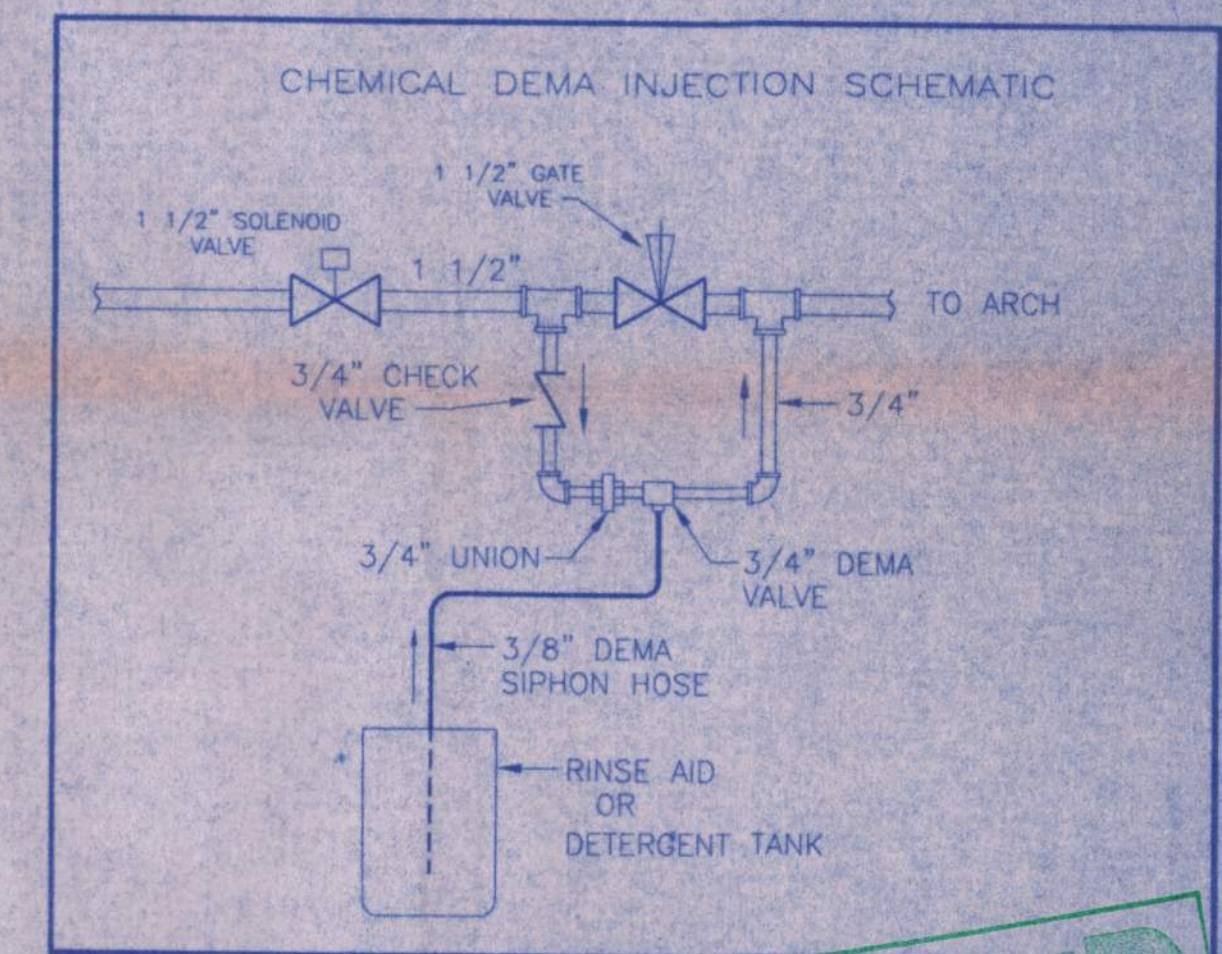 CHEMICAL DEMA INJECTION SCHEMATIC
1 1/2" GATE
VALVE
1 1/2" SOLENOID
VALVE
1 1/2"
TO ARCH
3/4" CHECK
VALVE
3/4"
3/4" UNION
3/4" DEMA
VALVE
3/8" DEMA
SIPHON HOSE
RINSE AID
OR
DETERGENT TANK